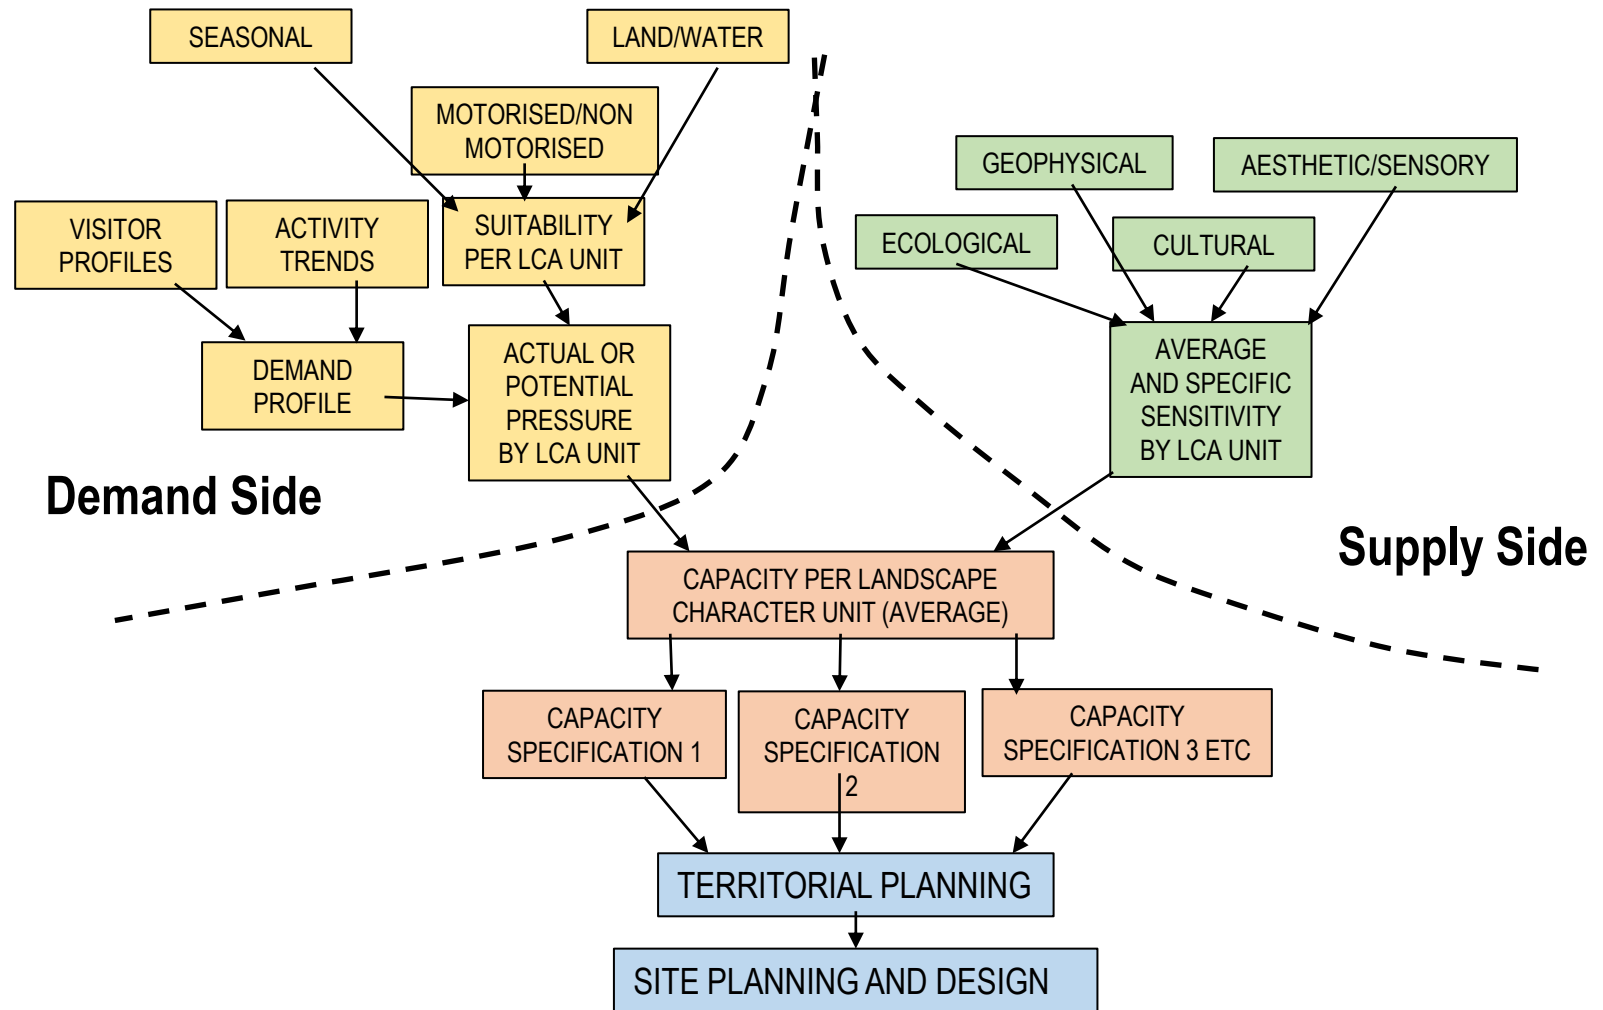 SEASONAL
LAND/WATER
MOTORISED/NON
MOTORISED
GEOPHYSICAL
AESTHETIC/SENSORY
VISITOR
PROFILES
ACTIVITY
TRENDS
SUITABILITY
PER LCA UNIT
ECOLOGICAL
CULTURAL
DEMAND
PROFILE
ACTUAL OR
POTENTIAL
PRESSURE
BY LCA UNIT
AVERAGE
AND SPECIFIC
SENSITIVITY
BY LCA UNIT
Demand Side
Supply Side
CAPACITY PER LANDSCAPE
CHARACTER UNIT (AVERAGE)
CAPACITY
SPECIFICATION 1
CAPACITY
SPECIFICATION
2
CAPACITY
SPECIFICATION 3 ETC
TERRITORIAL PLANNING
SITE PLANNING AND DESIGN